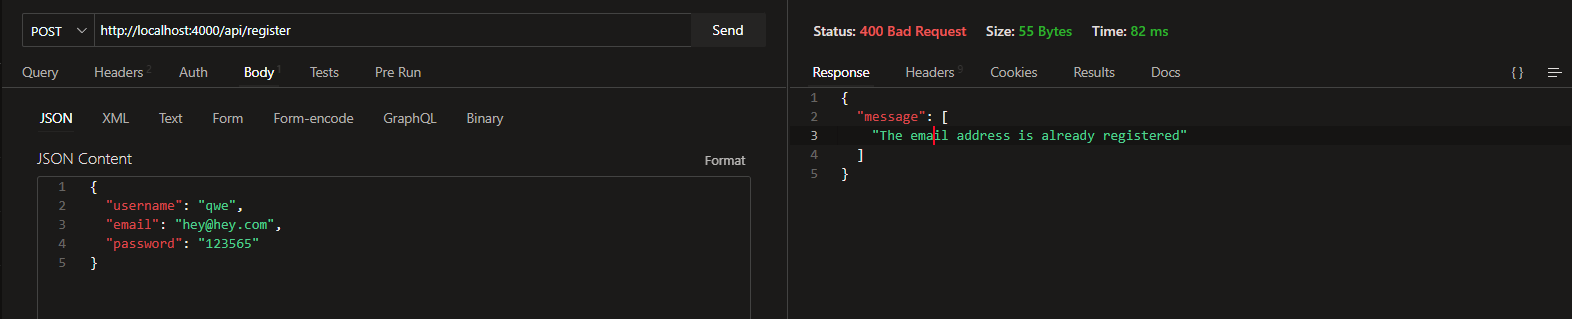 POST http://localhost:4000/api/register Send
Query Headers 2 Auth Body 1 Tests Pre Run
JSON XML Text Form Form-encode GraphQL Binary
JSON Content Format
1 {
2 "username": "qwe",
3 "email": "hey@hey.com",
4 "password": "123565"
5 }
Status: 400 Bad Request Size: 55 Bytes Time: 82 ms
Response Headers 9 Cookies Results Docs { }
1 {
2 "message": [
3 "The email address is already registered"
4 ]
5 }